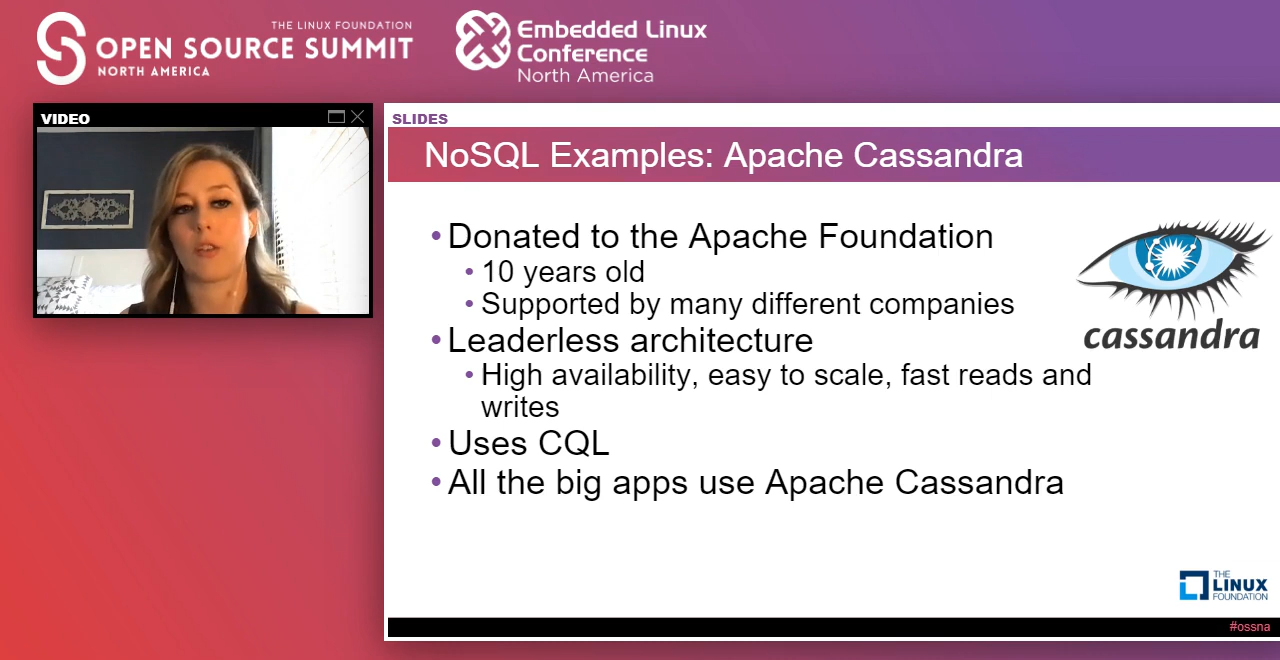 THE LINUX FOUNDATION
OPEN SOURCE SUMMIT
NORTH AMERICA
Embedded Linux
Conference
North America
VIDEO
SLIDES
NoSQL Examples: Apache Cassandra
•Donated to the Apache Foundation
•10 years old
•Supported by many different companies
•Leaderless architecture
•High availability, easy to scale, fast reads and
writes
•Uses CQL
•All the big apps use Apache Cassandra
cassandra
THE
LINUX
FOUNDATION
#ossna